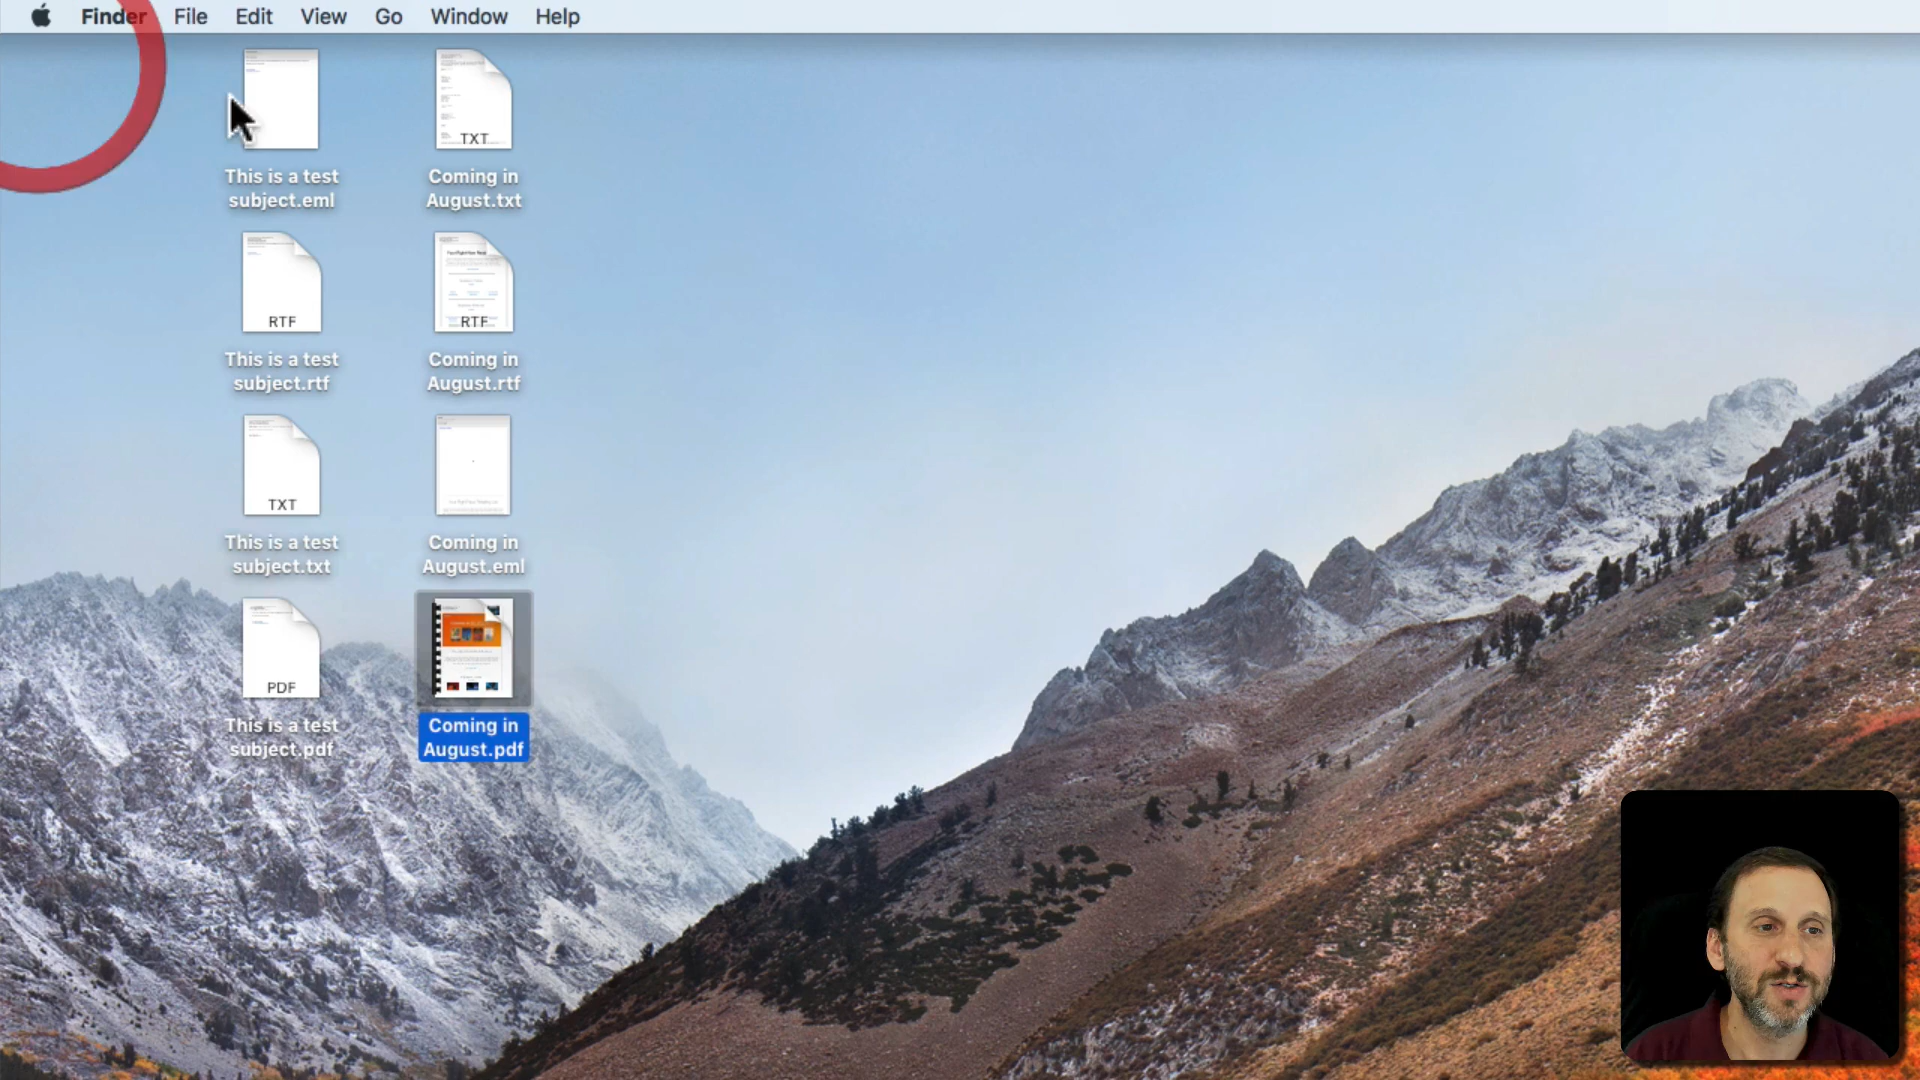 Finder File Edit View Go Window Help
TXT
This is a test
subject.eml
Coming in
August.txt
RTF
RTF
This is a test
subject.rtf
Coming in
August.rtf
TXT
This is a test
subject.txt
Coming in
August.eml
PDF
This is a test
subject.pdf
Coming in
August.pdf